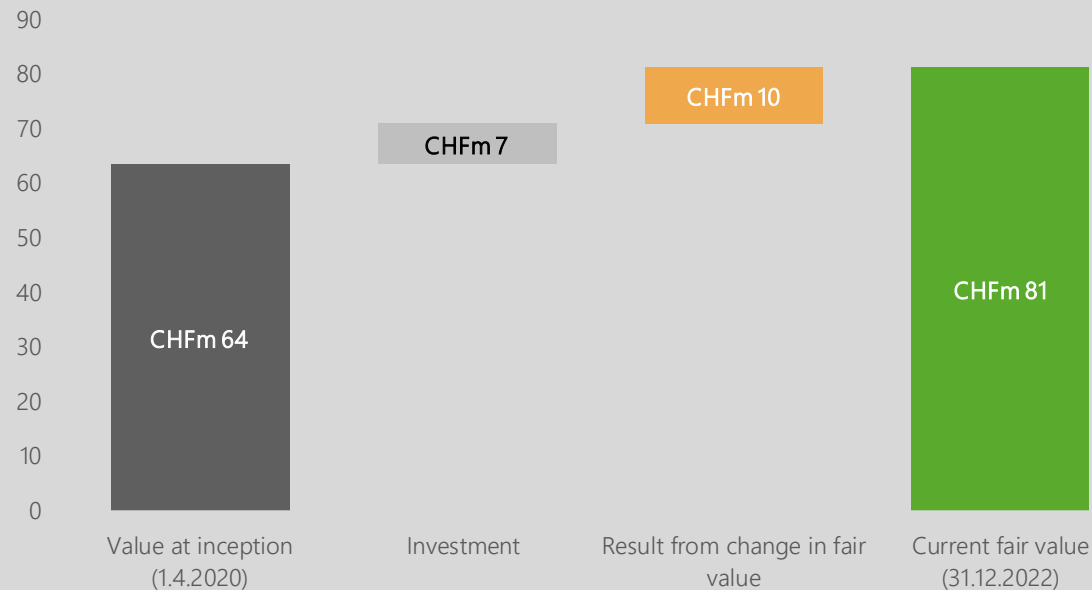 90
80
70
60
50
40
30
20
10
0
CHFm 64
CHFm 7
CHFm 10
CHFm 81
Value at inception
(1.4.2020)
Investment
Result from change in fair
value
Current fair value
(31.12.2022)